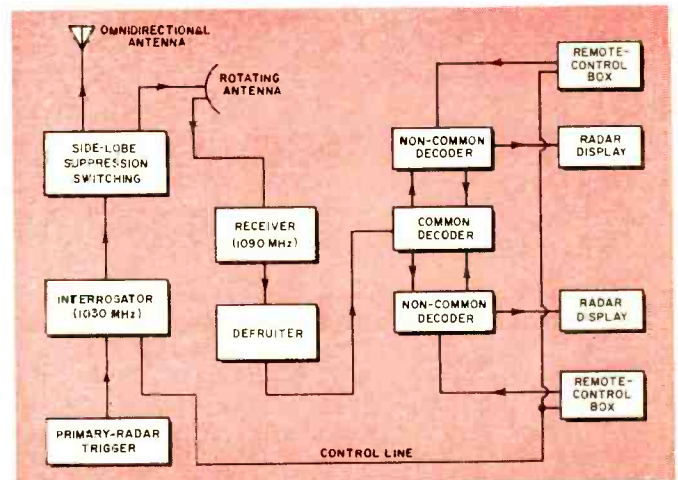 OMNIDIRECTIONAL
ANTENNA
ROTATING
ANTENNA
SIDE-LOBE
SUPPRESSION
SWITCHING
INTERROGATOR
(1030 MHz)
PRIMARY-RADAR
TRIGGER
RECEIVER
(1090 MHz)
DEFRUITER
NON-COMMON
DECODER
COMMON
DECODER
NON-COMMON
DECODER
REMOTE-
CONTROL
BOX
RADAR
DISPLAY
RADAR
DISPLAY
REMOTE-
CONTROL
BOX
CONTROL LINE